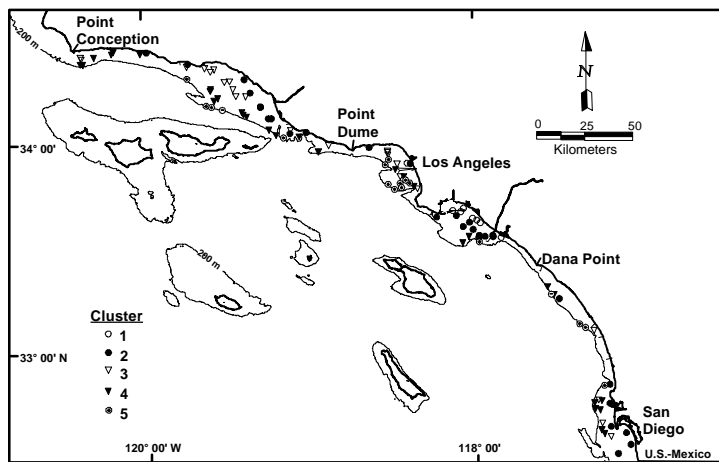 Point
Conception
200 m
N
0 25 50
Kilometers
Point
Dume
34° 00'
Los Angeles
Dana Point
200 m
Cluster
1
2
3
4
5
33° 00' N
San
Diego
U.S.-Mexico
120° 00' W
118° 00'